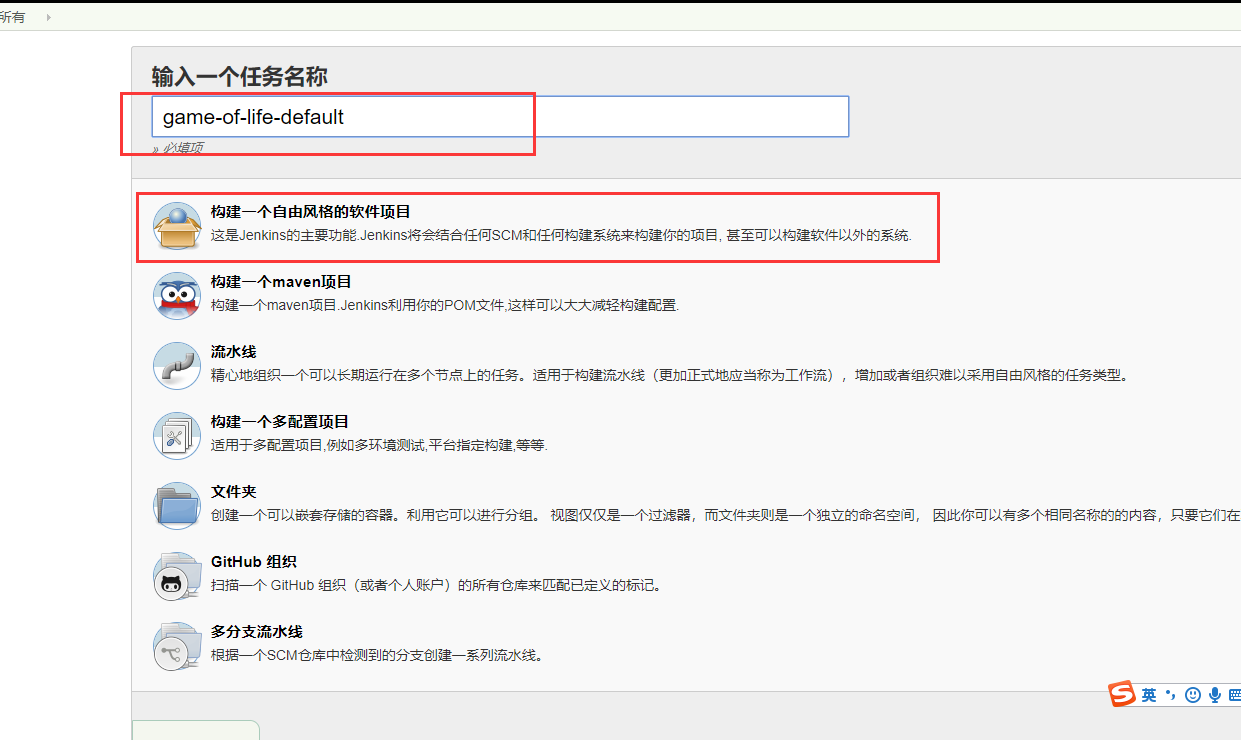 所有
输入一个任务名称
game-of-life-default
» 必填项
构建一个自由风格的软件项目
这是Jenkins的主要功能.Jenkins将会结合任何SCM和任何构建系统来构建你的项目, 甚至可以构建软件以外的系统.
构建一个maven项目
构建一个maven项目.Jenkins利用你的POM文件,这样可以大大减轻构建配置.
流水线
精心地组织一个可以长期运行在多个节点上的任务。适用于构建流水线（更加正式地应当称为工作流），增加或者组织难以采用自由风格的任务类型。
构建一个多配置项目
适用于多配置项目,例如多环境测试,平台指定构建,等等.
文件夹
创建一个可以嵌套存储的容器。利用它可以进行分组。 视图仅仅是一个过滤器，而文件夹则是一个独立的命名空间， 因此你可以有多个相同名称的的内容，只要它们在
GitHub 组织
扫描一个 GitHub 组织（或者个人账户）的所有仓库来匹配已定义的标记。
多分支流水线
根据一个SCM仓库中检测到的分支创建一系列流水线。
S 英